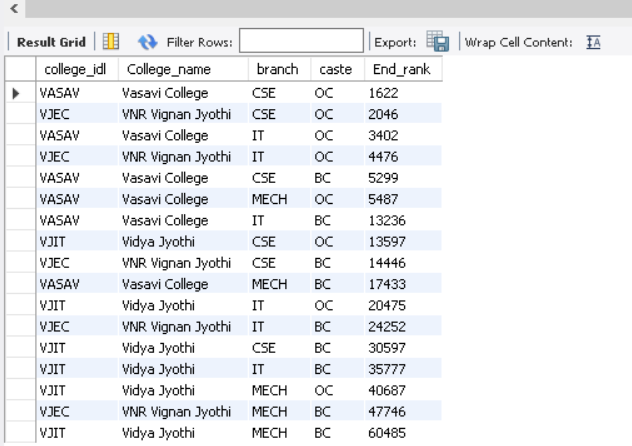 Result Grid Filter Rows: Export: Wrap Cell Content: IA
college_idl College_name branch caste End_rank
VASAV Vasavi College CSE OC 1622
VJEC VNR Vignan Jyothi CSE OC 2046
VASAV Vasavi College IT OC 3402
VJEC VNR Vignan Jyothi IT OC 4476
VASAV Vasavi College CSE BC 5299
VASAV Vasavi College MECH OC 5487
VASAV Vasavi College IT BC 13236
VJIT Vidya Jyothi CSE OC 13597
VJEC VNR Vignan Jyothi CSE BC 14446
VASAV Vasavi College MECH BC 17433
VJIT Vidya Jyothi IT OC 20475
VJEC VNR Vignan Jyothi IT BC 24252
VJIT Vidya Jyothi CSE BC 30597
VJIT Vidya Jyothi IT BC 35777
VJIT Vidya Jyothi MECH OC 40687
VJEC VNR Vignan Jyothi MECH BC 47746
VJIT Vidya Jyothi MECH BC 60485